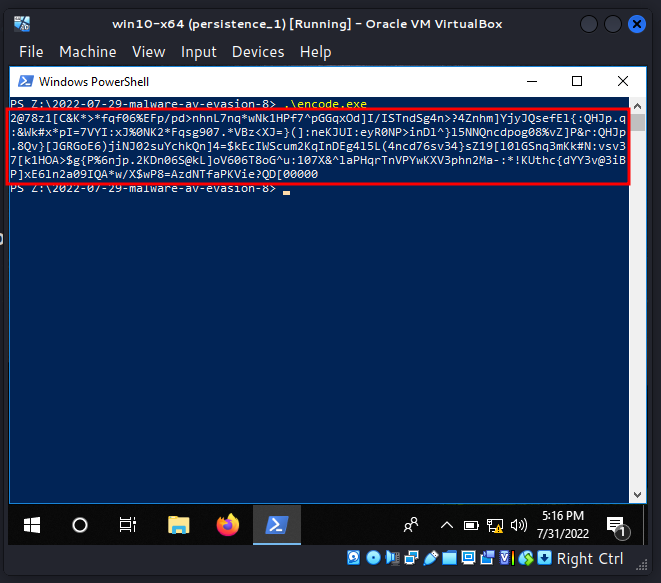 win10-x64 (persistence_1) [Running] - Oracle VM VirtualBox
File Machine View Input Devices Help
Windows PowerShell
PS Z:\2022-07-29-malware-av-evasion-8> .\encode.exe
2@78z1[C&K*>*fqf06%EFp/pd>nhnL7nq*wNk1HPf7^pGGqxOd]I/ISTndSg4n>?4Znhm]YjyJQsefEl{:QHJp.q
:&Wk#x*pI=7VYI:xJ%0NK2*Fqsg907.*VBz<XJ=}(]:neKJUI:eyR0NP>inDl^}l5NNQncdpog08%vZ]P&r:QHJp
.8Qv}[JGRGoE6)jiNJ02suYchkQn]4=$kEcIWScum2KqInDEg4l5L(4ncd76sv34}sZ19[l0lGSnq3mKk#N:vsv3
7[k1HOA>$g{P%6njp.2KDn06S@kL]oV606T8oG^u:107X&^laPHqrTnVPYwKXV3phn2Ma-:*!KUthc{dYY3v@3iB
P]xE6ln2a09IQA*w/X$wP8=AzdNTfaPKVie?QD[00000
PS Z:\2022-07-29-malware-av-evasion-8>
5:16 PM
7/31/2022
1
Right Ctrl